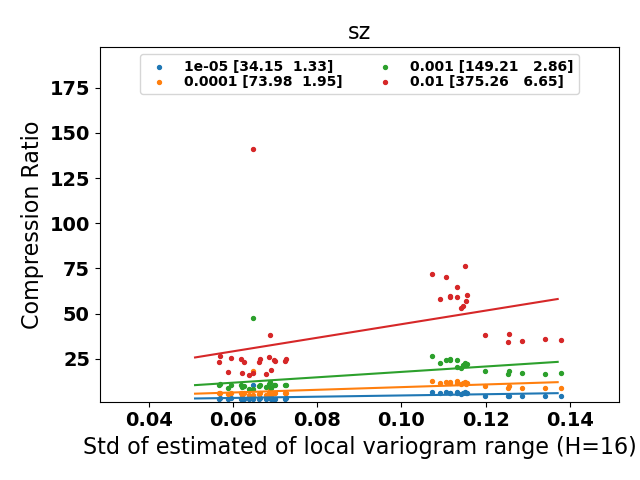 sz
1e-05 [34.15 1.33]
0.0001 [73.98 1.95]
0.001 [149.21 2.86]
0.01 [375.26 6.65]
Compression Ratio
175
150
125
100
75
50
25
0.04 0.06 0.08 0.10 0.12 0.14
Std of estimated of local variogram range (H=16)